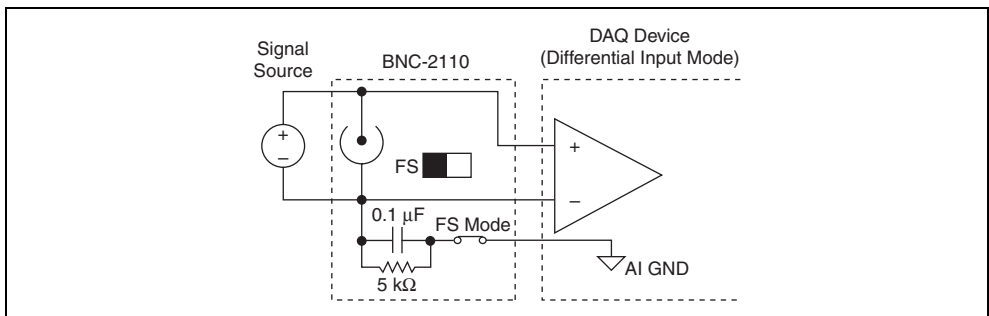 Signal
Source
BNC-2110
DAQ Device
(Differential Input Mode)
+
–
FS
+
–
0.1 μF
FS Mode
5 kΩ
AI GND